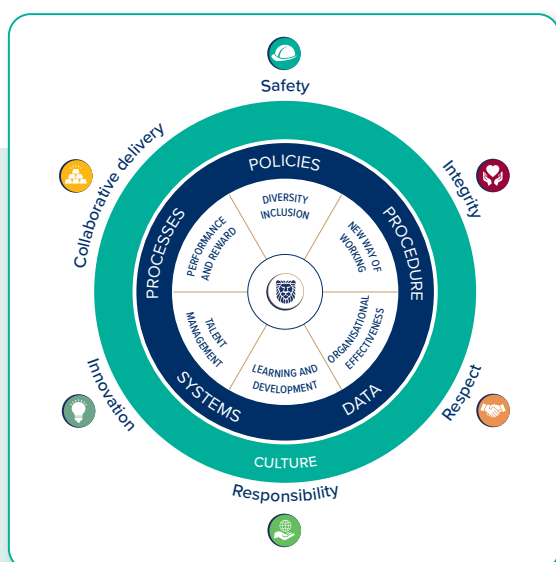 Safety
Collaborative delivery
Integrity
POLICIES
PROCESSES
PROCEDURE
DIVERSITY
INCLUSION
PERFORMANCE
AND REWARD
NEW WAY OF
WORKING
TALENT
MANAGEMENT
ORGANISATIONAL
EFFECTIVENESS
LEARNING AND
DEVELOPMENT
SYSTEMS
DATA
Innovation
Respect
CULTURE
Responsibility